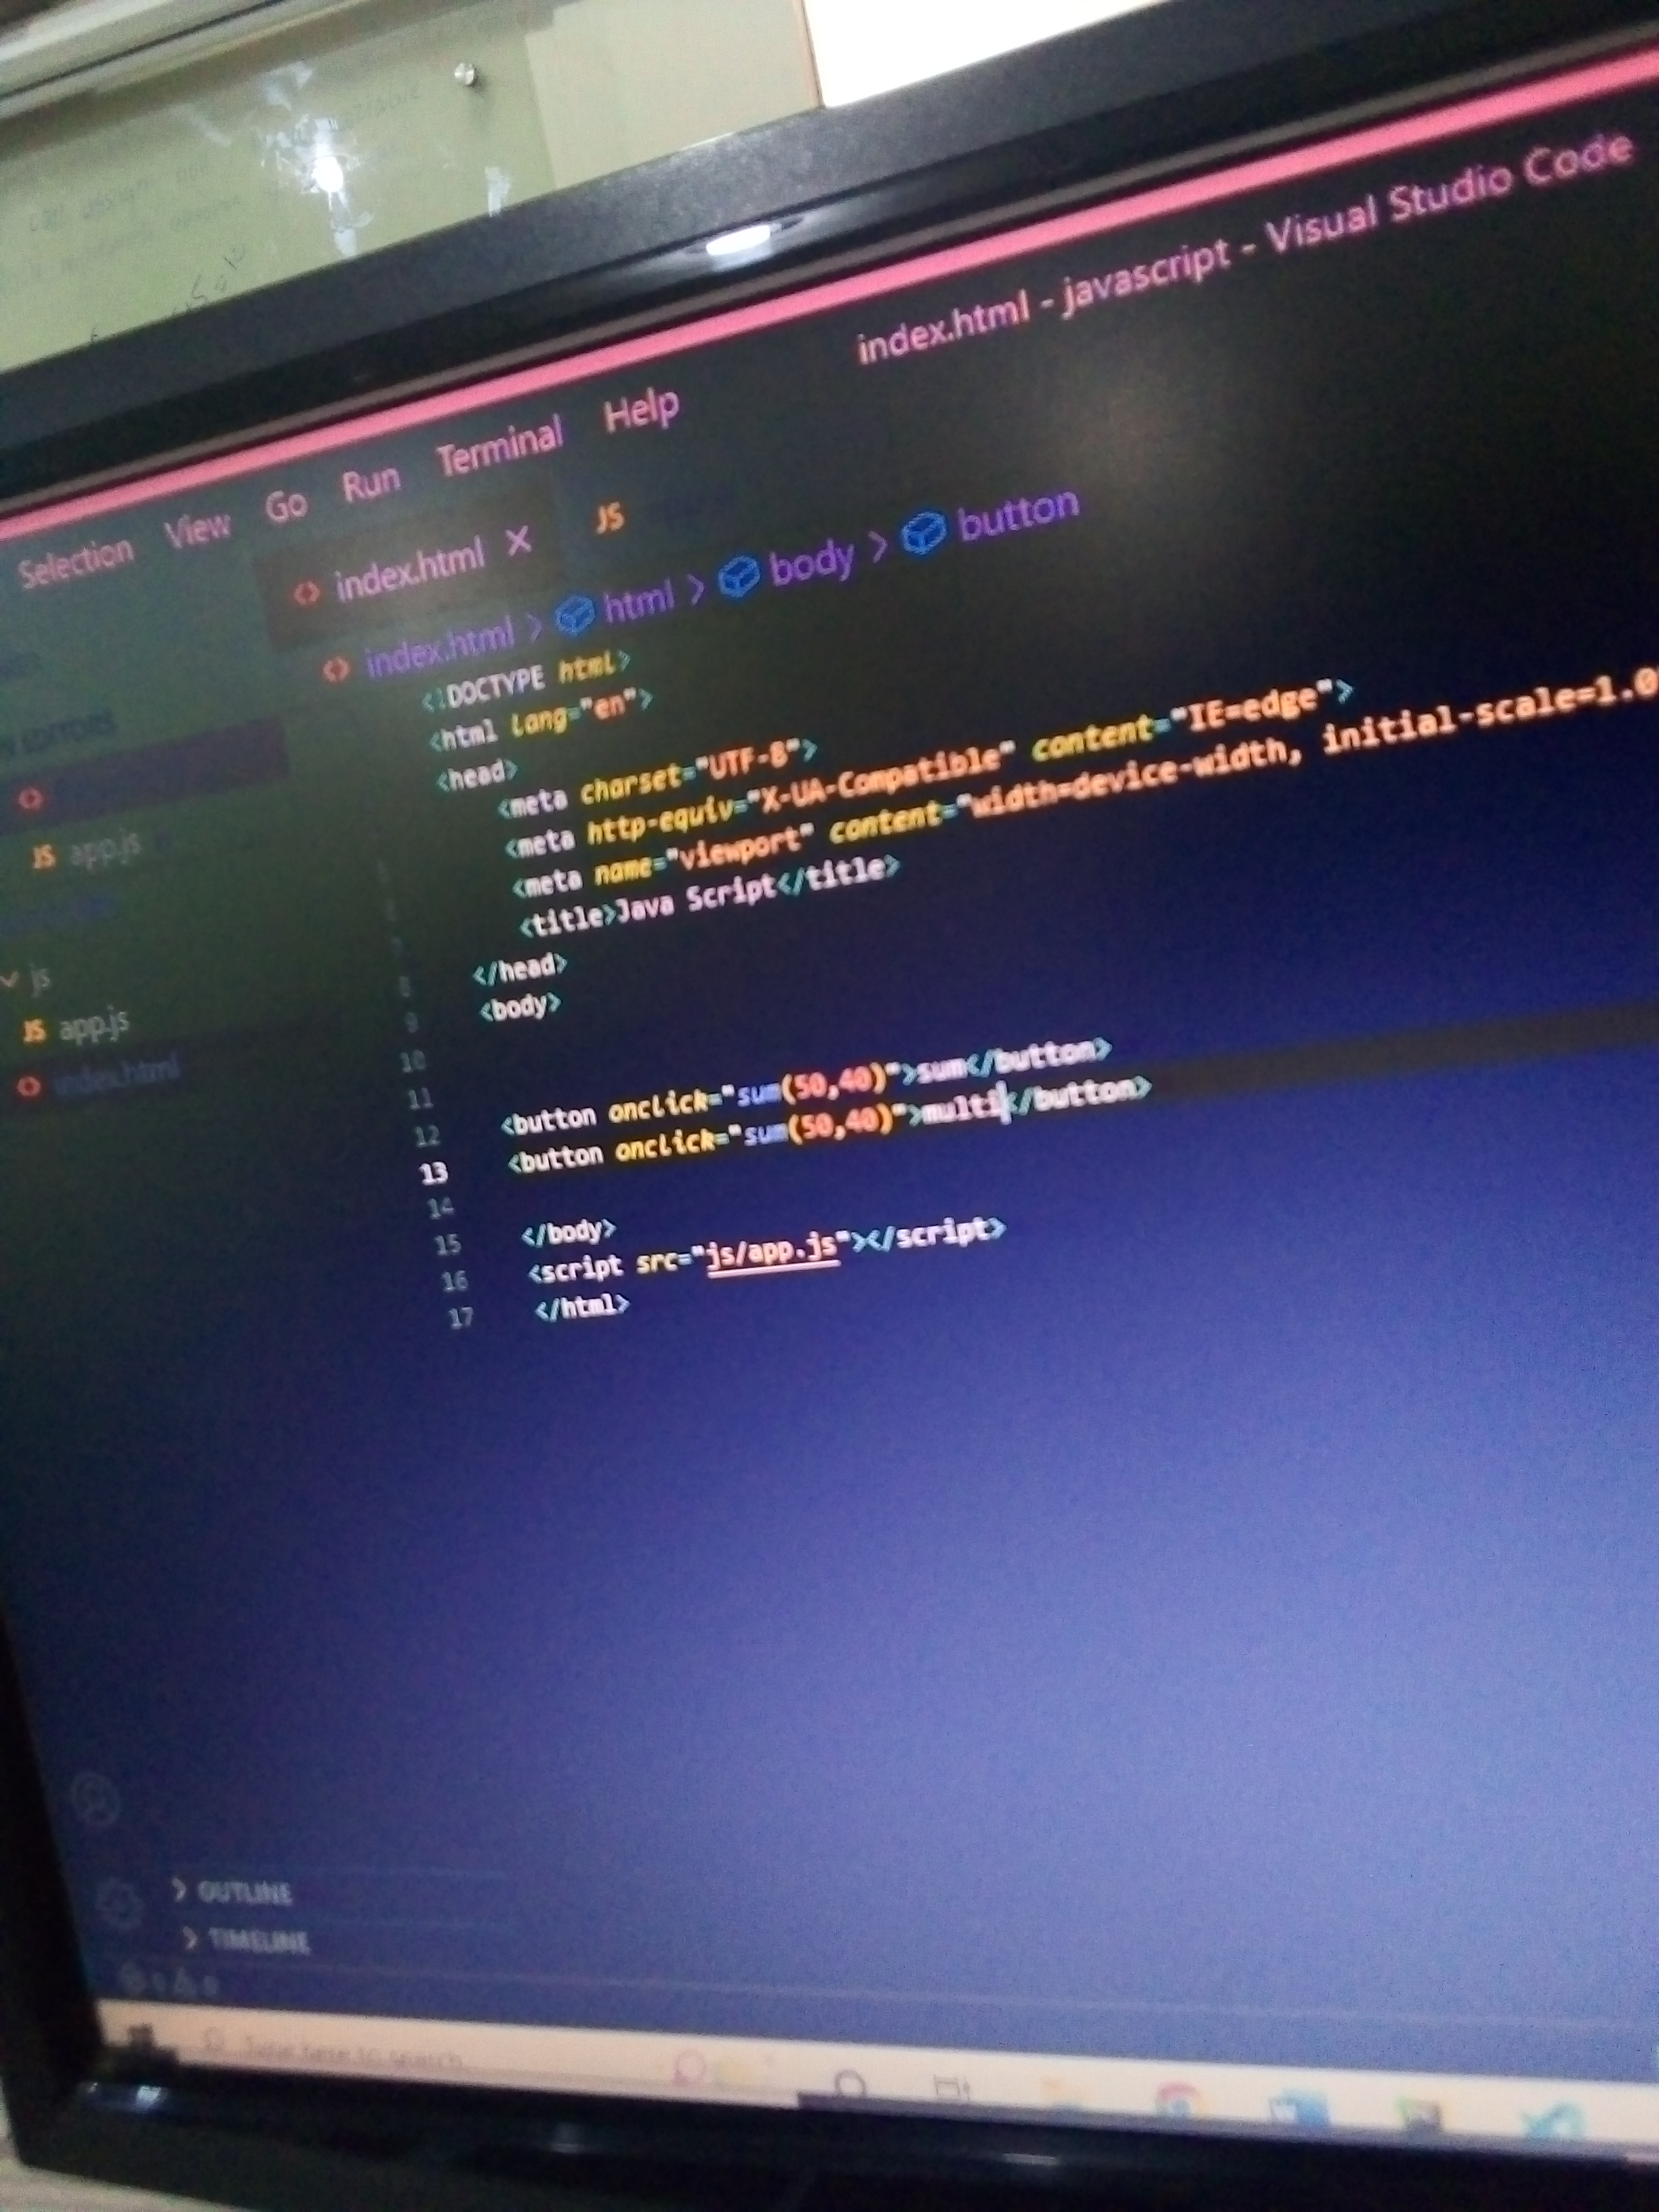 index.html - javascript - Visual Studio Code
Selection View Go Run Terminal Help
index.html × JS
index.html > html > body > button
EDITORS
JS app.js
js
JS app.js
index.html
<!DOCTYPE html>
<html lang="en">
<head>
<meta charset="UTF-8">
<meta http-equiv="X-UA-Compatible" content="IE=edge">
<meta name="viewport" content="width=device-width, initial-scale=1.0
7 <title>Java Script</title>
8 </head>
9 <body>
10
11 <button onclick="sum(50,40)">sum</button>
12 <button onclick="sum(50,40)">multi</button>
13
14 </body>
15 <script src="js/app.js"></script>
16 </html>
17
> OUTLINE
> TIMELINE
Type here to search